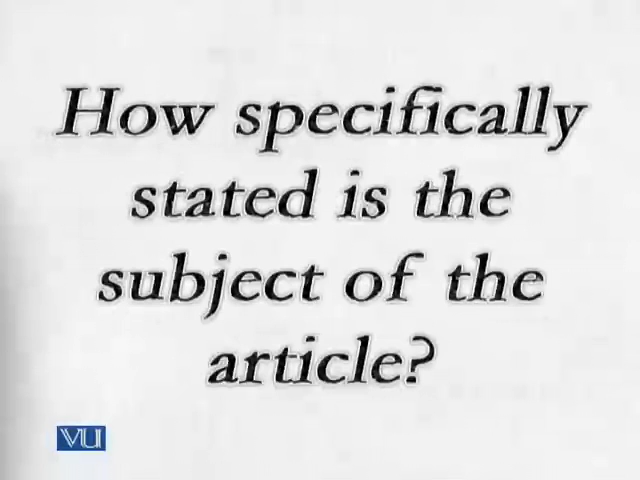 How specifically
stated is the
subject of the
article?
VU